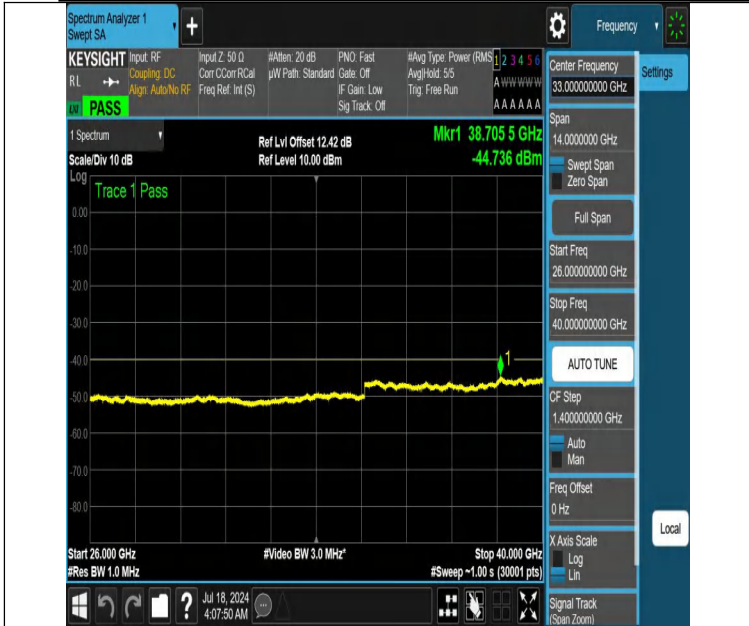 Spectrum Analyzer 1
Swept SA
Frequency
KEYSIGHT
RL
LXI
PASS
Input: RF
Coupling: DC
Align: Auto/No RF
Input Z: 50 Ω
Corr CCorr RCal
Freq Ref: Int (S)
#Atten: 20 dB
µW Path: Standard
PNO: Fast
Gate: Off
IF Gain: Low
Sig Track: Off
#Avg Type: Power (RMS
Avg|Hold: 5/5
Trig: Free Run
1 2 3 4 5 6
A W W W W W
A A A A A A
1 Spectrum
Scale/Div 10 dB
Ref Lvl Offset 12.42 dB
Ref Level 10.00 dBm
Mkr1 38.705 5 GHz
-44.736 dBm
Log
Trace 1 Pass
0.00
-10.0
-20.0
-30.0
-40.0
-50.0
-60.0
-70.0
-80.0
1
Start 26.000 GHz
#Res BW 1.0 MHz
#Video BW 3.0 MHz*
Stop 40.000 GHz
#Sweep ~1.00 s (30001 pts)
Center Frequency
33.000000000 GHz
Settings
Span
14.0000000 GHz
Swept Span
Zero Span
Full Span
Start Freq
26.000000000 GHz
Stop Freq
40.000000000 GHz
AUTO TUNE
CF Step
1.400000000 GHz
Auto
Man
Freq Offset
0 Hz
X Axis Scale
Log
Lin
Signal Track
(Span Zoom)
Local
?
Jul 18, 2024
4:07:50 AM